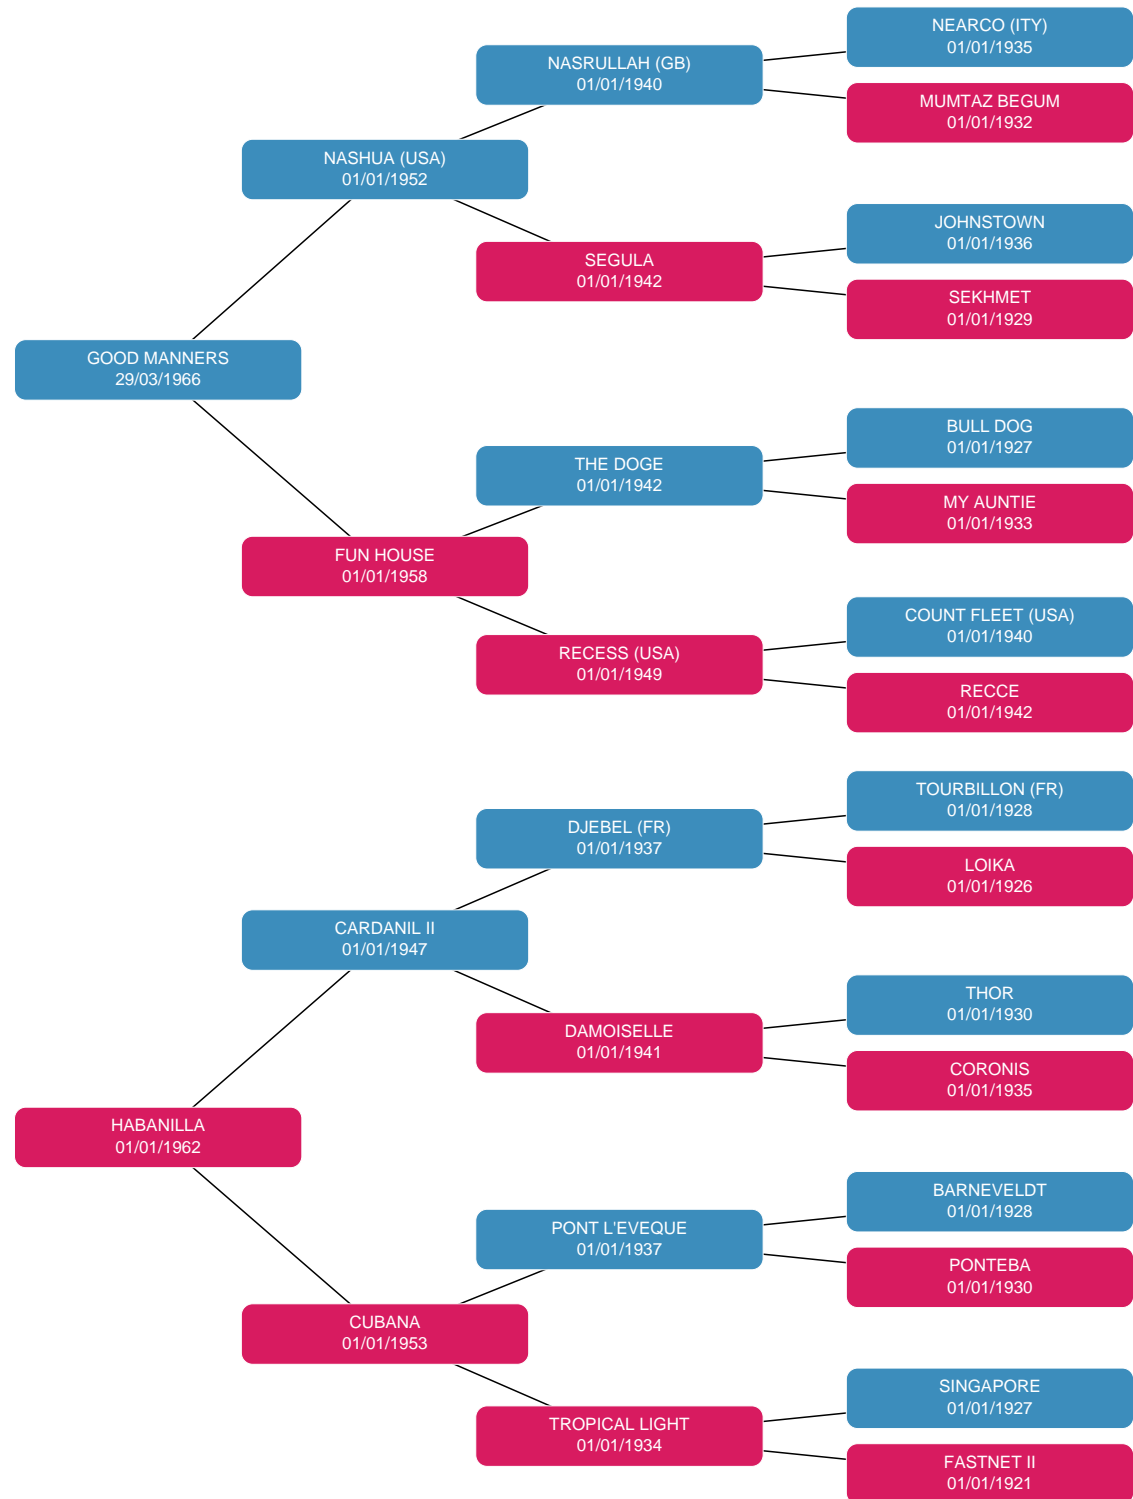 NEARCO (ITY)
01/01/1935
NASRULLAH (GB)
01/01/1940
MUMTAZ BEGUM
01/01/1932
NASHUA (USA)
01/01/1952
JOHNSTOWN
01/01/1936
SEGULA
01/01/1942
SEKHMET
01/01/1929
GOOD MANNERS
29/03/1966
BULL DOG
01/01/1927
THE DOGE
01/01/1942
MY AUNTIE
01/01/1933
FUN HOUSE
01/01/1958
COUNT FLEET (USA)
01/01/1940
RECESS (USA)
01/01/1949
RECCE
01/01/1942
TOURBILLON (FR)
01/01/1928
DJEBEL (FR)
01/01/1937
LOIKA
01/01/1926
CARDANIL II
01/01/1947
THOR
01/01/1930
DAMOISELLE
01/01/1941
CORONIS
01/01/1935
HABANILLA
01/01/1962
BARNEVELDT
01/01/1928
PONT L'EVEQUE
01/01/1937
PONTEBA
01/01/1930
CUBANA
01/01/1953
SINGAPORE
01/01/1927
TROPICAL LIGHT
01/01/1934
FASTNET II
01/01/1921